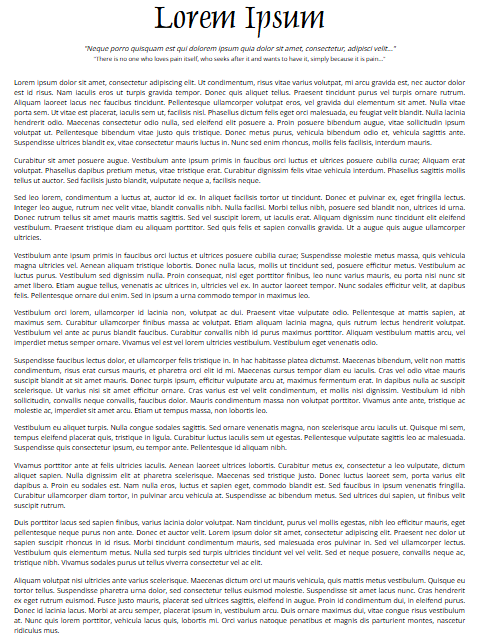 Lorem Ipsum
"Neque porro quisquam est qui dolorem ipsum quia dolor sit amet, consectetur, adipisci velit..."
"There is no one who loves pain itself, who seeks after it and wants to have it, simply because it is pain..."
Lorem ipsum dolor sit amet, consectetur adipiscing elit. Ut condimentum, risus vitae varius volutpat, mi arcu gravida est, nec auctor dolor
est id risus. Nam iaculis eros ut turpis gravida tempor. Donec quis aliquet tellus. Praesent tincidunt purus vel turpis ornare rutrum.
Aliquam laoreet lacus nec faucibus tincidunt. Pellentesque ullamcorper volutpat eros, vel gravida dui elementum sit amet. Nulla vitae
porta sem. Ut vitae est placerat, iaculis sem ut, facilisis nisl. Phasellus dictum felis eget orci malesuada, eu feugiat velit blandit. Nulla lacinia
hendrerit odio. Maecenas consectetur odio nulla, sed eleifend elit posuere a. Proin posuere bibendum augue, vitae sollicitudin ipsum
volutpat ut. Pellentesque bibendum vitae justo quis tristique. Donec metus purus, vehicula bibendum odio et, vehicula sagittis ante.
Suspendisse ultrices blandit ex, vitae consectetur mauris luctus in. Nunc sed enim rhoncus, mollis felis facilisis, interdum mauris.
Curabitur sit amet posuere augue. Vestibulum ante ipsum primis in faucibus orci luctus et ultrices posuere cubilia curae; Aliquam erat
volutpat. Phasellus dapibus pretium metus, vitae tristique erat. Curabitur dignissim felis vitae vehicula interdum. Phasellus sagittis mollis
tellus ut auctor. Sed facilisis justo blandit, vulputate neque a, facilisis neque.
Sed leo lorem, condimentum a luctus at, auctor id ex. In aliquet facilisis tortor ut tincidunt. Donec et pulvinar ex, eget fringilla lectus.
Integer leo augue, rutrum nec velit vitae, blandit convallis nibh. Nulla facilisi. Morbi tellus nibh, posuere sed blandit non, ultrices id urna.
Donec rutrum tellus sit amet mauris mattis sagittis. Sed vel suscipit lorem, ut iaculis erat. Aliquam dignissim nunc tincidunt elit eleifend
vestibulum. Praesent tristique diam eu aliquam porttitor. Sed quis felis et sapien convallis gravida. Ut a augue quis augue ullamcorper
ultricies.
Vestibulum ante ipsum primis in faucibus orci luctus et ultrices posuere cubilia curae; Suspendisse molestie metus massa, quis vehicula
magna ultricies vel. Aenean aliquam tristique lobortis. Donec nulla lacus, mollis ut tincidunt sed, posuere efficitur metus. Vestibulum ac
luctus purus. Vestibulum sed dignissim nulla. Proin consequat, nisl eget porttitor finibus, leo nunc varius mauris, eu porta nisi nunc sit
amet libero. Etiam augue tellus, venenatis ac ultrices in, ultricies vel ex. In auctor laoreet tempor. Nunc sodales efficitur velit, at dapibus
felis. Pellentesque ornare dui enim. Sed in ipsum a urna commodo tempor in maximus leo.
Vestibulum orci lorem, ullamcorper id lacinia non, volutpat ac dui. Praesent vitae vulputate odio. Pellentesque at mattis sapien, at
maximus sem. Curabitur ullamcorper finibus massa ac volutpat. Etiam aliquam lacinia magna, quis rutrum lectus hendrerit volutpat.
Vestibulum vel ante ac purus blandit faucibus. Curabitur convallis nibh id purus maximus porttitor. Aliquam vestibulum mattis arcu, vel
imperdiet metus semper ornare. Vivamus vel est vel lorem ultricies vestibulum. Vestibulum eget venenatis odio.
Suspendisse faucibus lectus dolor, et ullamcorper felis tristique in. In hac habitasse platea dictumst. Maecenas bibendum, velit non mattis
condimentum, risus erat cursus mauris, et pharetra orci elit id mi. Maecenas cursus tempor diam eu iaculis. Cras vel odio vitae mauris
suscipit blandit at sit amet mauris. Donec turpis ipsum, efficitur vulputate arcu at, maximus fermentum erat. In dapibus nulla ac suscipit
scelerisque. Ut varius nisi sit amet efficitur ornare. Cras varius est vel velit condimentum, et mollis nisi dignissim. Vestibulum id nibh
sollicitudin, convallis neque convallis, faucibus dolor. Mauris condimentum massa non volutpat porttitor. Vivamus ante ante, tristique ac
molestie ac, imperdiet sit amet arcu. Etiam ut tempus massa, non lobortis leo.
Vestibulum eu aliquet turpis. Nulla congue sodales sagittis. Sed ornare venenatis magna, non scelerisque arcu iaculis ut. Quisque mi sem,
tempus eleifend placerat quis, tristique in ligula. Curabitur luctus iaculis sem ut egestas. Pellentesque vulputate sagittis leo ac malesuada.
Suspendisse quis consectetur ipsum, eu tempor ante. Pellentesque id aliquam nibh.
Vivamus porttitor ante at felis ultricies iaculis. Aenean laoreet ultrices lobortis. Curabitur metus ex, consectetur a leo vulputate, dictum
aliquet sapien. Nulla dignissim elit at pharetra scelerisque. Maecenas sed tristique justo. Donec luctus laoreet sem, porta varius elit
dapibus a. Proin eu sodales est. Nam nulla eros, luctus et sapien eget, commodo blandit est. Sed faucibus in ipsum venenatis fringilla.
Curabitur ullamcorper diam tortor, in pulvinar arcu vehicula at. Suspendisse ac bibendum metus. Sed ultrices dui sapien, ut finibus velit
suscipit rutrum.
Duis porttitor lacus sed sapien finibus, varius lacinia dolor volutpat. Nam tincidunt, purus vel mollis egestas, nibh leo efficitur mauris, eget
pellentesque neque purus non ante. Donec et auctor velit. Lorem ipsum dolor sit amet, consectetur adipiscing elit. Praesent nec dolor ut
sapien suscipit rhoncus in id risus. Morbi tincidunt condimentum mauris, sed malesuada eros pulvinar in. Sed vel ullamcorper lectus.
Vestibulum quis elementum metus. Nulla sed turpis sed turpis ultricies tincidunt vel vel velit. Sed et neque posuere, convallis neque ac,
tristique nibh. Vivamus sodales purus ut tellus viverra consectetur vel ac elit.
Aliquam volutpat nisi ultricies ante varius scelerisque. Maecenas dictum orci ut mauris vehicula, quis mattis metus vestibulum. Quisque eu
tortor tellus. Suspendisse pharetra urna dolor, sed consectetur tellus euismod molestie. Suspendisse sit amet lacus nunc. Cras hendrerit
ex eget rutrum euismod. Fusce justo mauris, placerat sed ultrices sagittis, eleifend in augue. Proin id condimentum dui, in eleifend purus.
Donec id lacinia lacus. Morbi at arcu semper, placerat ipsum in, vestibulum arcu. Duis ornare maximus dui, vitae congue risus vestibulum
at. Nunc quis lorem porttitor, vehicula lacus quis, lobortis mi. Orci varius natoque penatibus et magnis dis parturient montes, nascetur
ridiculus mus.